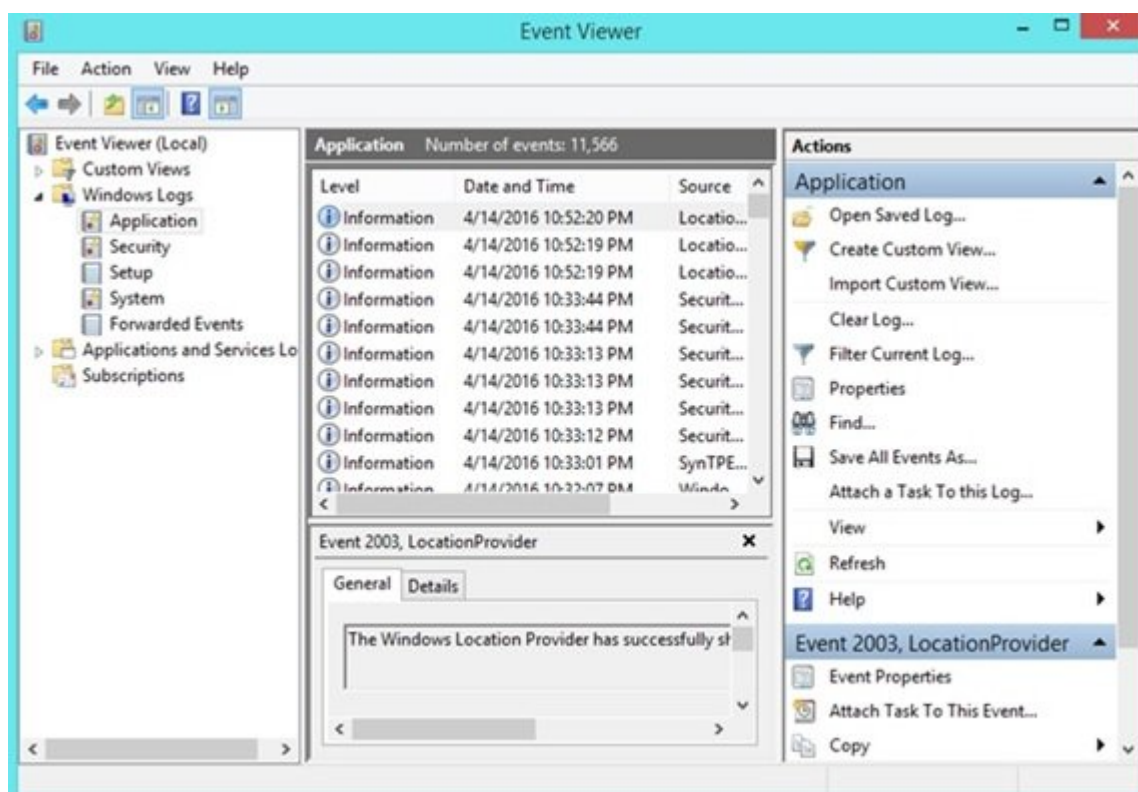 Event Viewer
File Action View Help
Event Viewer (Local)
Custom Views
Windows Logs
Application
Security
Setup
System
Forwarded Events
Applications and Services Lo
Subscriptions
Application Number of events: 11,566
Level Date and Time Source
Information 4/14/2016 10:52:20 PM Locatio...
Information 4/14/2016 10:52:19 PM Locatio...
Information 4/14/2016 10:52:19 PM Locatio...
Information 4/14/2016 10:33:44 PM Securit...
Information 4/14/2016 10:33:44 PM Securit...
Information 4/14/2016 10:33:13 PM Securit...
Information 4/14/2016 10:33:13 PM Securit...
Information 4/14/2016 10:33:13 PM Securit...
Information 4/14/2016 10:33:12 PM Securit...
Information 4/14/2016 10:33:01 PM SynTPE...
Information 4/14/2016 10:32:07 PM Windo
Event 2003, LocationProvider
General Details
The Windows Location Provider has successfully sh
Actions
Application
Open Saved Log...
Create Custom View...
Import Custom View...
Clear Log...
Filter Current Log...
Properties
Find...
Save All Events As...
Attach a Task To this Log...
View
Refresh
Help
Event 2003, LocationProvider
Event Properties
Attach Task To This Event...
Copy